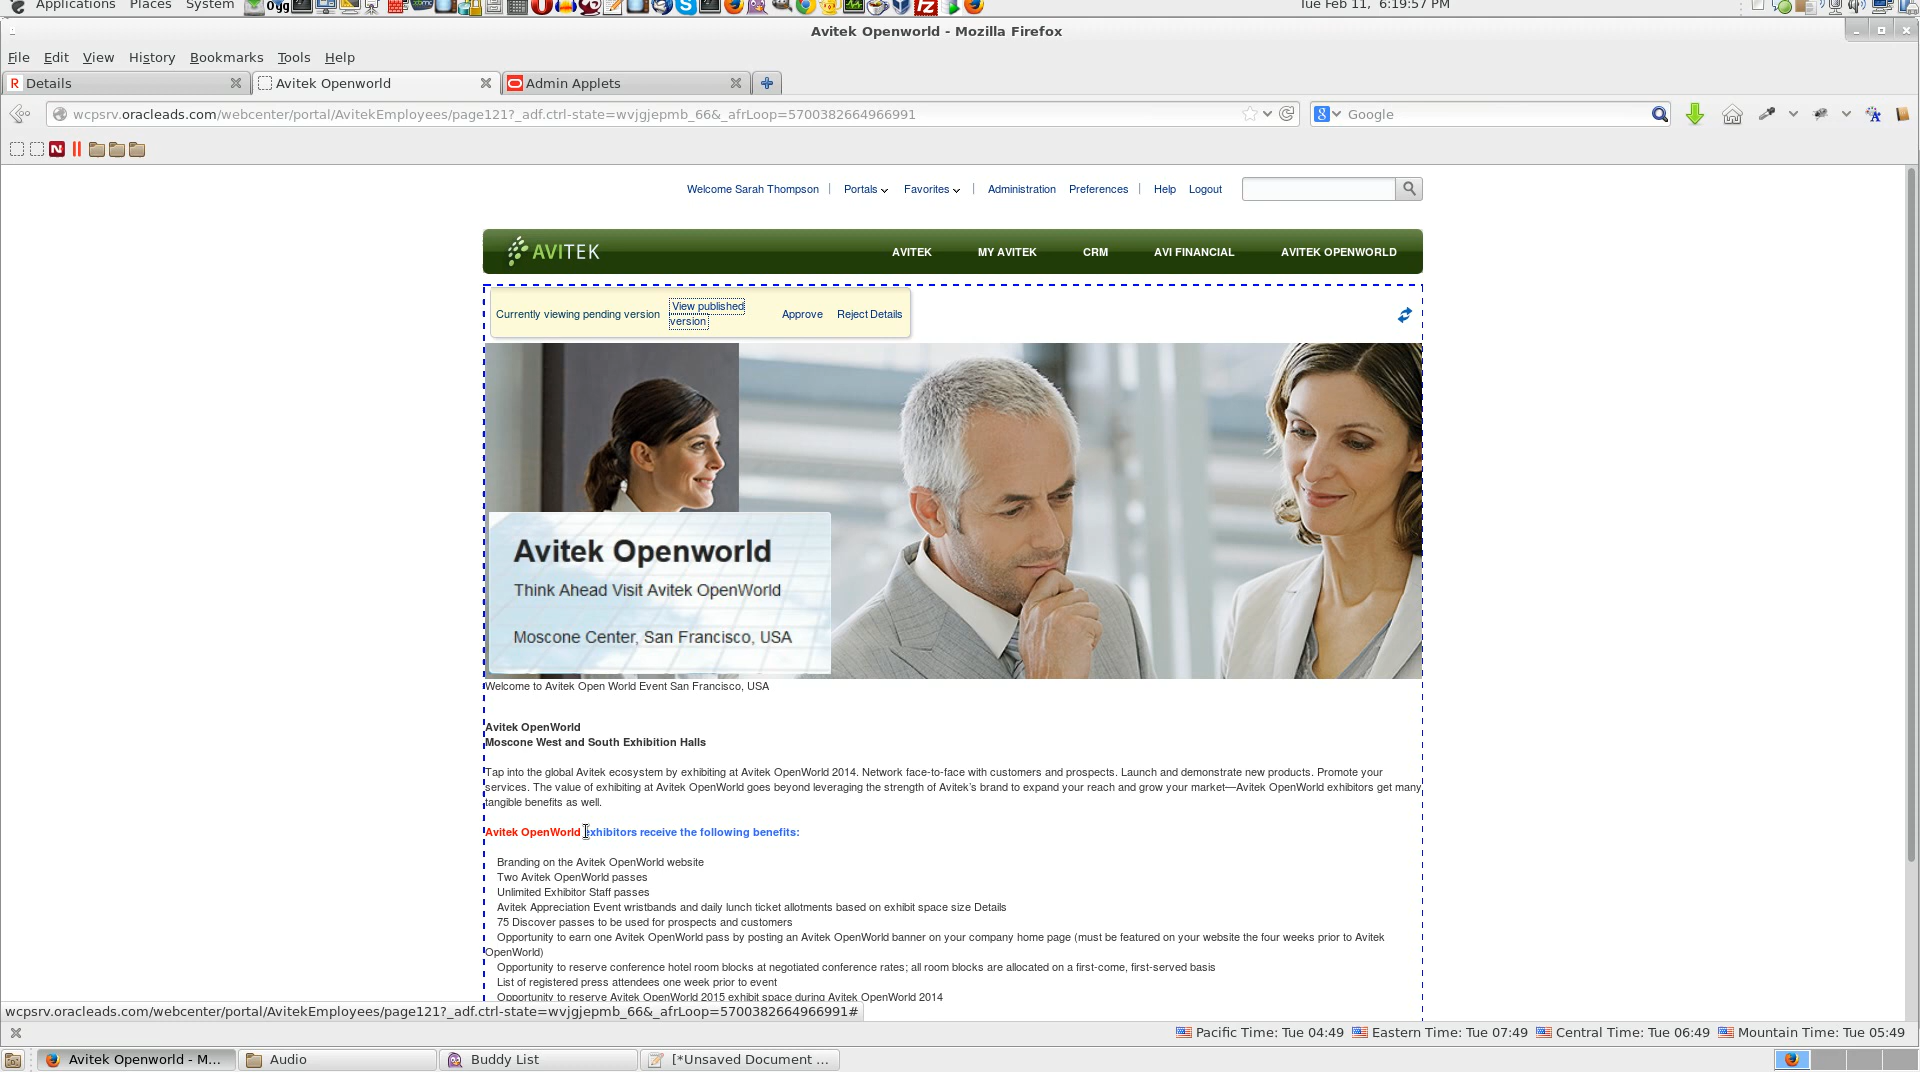 Applications Places System
Tue Feb 11, 6:19:57 PM
Avitek Openworld - Mozilla Firefox
File Edit View History Bookmarks Tools Help
Details
Avitek Openworld
Admin Applets
wcpsrv.oracleads.com/webcenter/portal/AvitekEmployees/page121?_adf.ctrl-state=wvjgjepmb_66&_afrLoop=5700382664966991
Google
Welcome Sarah Thompson Portals Favorites Administration Preferences Help Logout
AVITEK
AVITEK MY AVITEK CRM AVI FINANCIAL AVITEK OPENWORLD
Currently viewing pending version View published version Approve Reject Details
Avitek Openworld
Think Ahead Visit Avitek OpenWorld
Moscone Center, San Francisco, USA
Welcome to Avitek Open World Event San Francisco, USA
Avitek OpenWorld
Moscone West and South Exhibition Halls
Tap into the global Avitek ecosystem by exhibiting at Avitek OpenWorld 2014. Network face-to-face with customers and prospects. Launch and demonstrate new products. Promote your
services. The value of exhibiting at Avitek OpenWorld goes beyond leveraging the strength of Avitek's brand to expand your reach and grow your market—Avitek OpenWorld exhibitors get many
tangible benefits as well.
Avitek OpenWorld exhibitors receive the following benefits:
Branding on the Avitek OpenWorld website
Two Avitek OpenWorld passes
Unlimited Exhibitor Staff passes
Avitek Appreciation Event wristbands and daily lunch ticket allotments based on exhibit space size Details
75 Discover passes to be used for prospects and customers
Opportunity to earn one Avitek OpenWorld pass by posting an Avitek OpenWorld banner on your company home page (must be featured on your website the four weeks prior to Avitek
OpenWorld)
Opportunity to reserve conference hotel room blocks at negotiated conference rates; all room blocks are allocated on a first-come, first-served basis
List of registered press attendees one week prior to event
Opportunity to reserve Avitek OpenWorld 2015 exhibit space during Avitek OpenWorld 2014
wcpsrv.oracleads.com/webcenter/portal/AvitekEmployees/page121?_adf.ctrl-state=wvjgjepmb_66&_afrLoop=5700382664966991#
Pacific Time: Tue 04:49 Eastern Time: Tue 07:49 Central Time: Tue 06:49 Mountain Time: Tue 05:49
Avitek Openworld - M... Audio Buddy List [*Unsaved Document ...